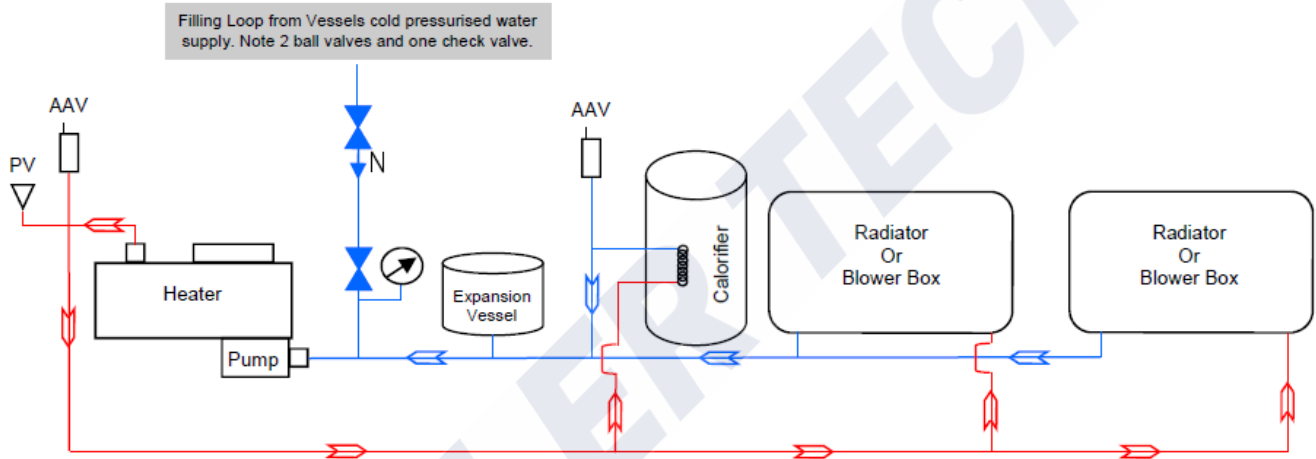 Filling Loop from Vessels cold pressurised water
supply. Note 2 ball valves and one check valve.
AAV
AAV
PV
N
Calorifier
Radiator
Or
Blower Box
Radiator
Or
Blower Box
Heater
Expansion
Vessel
Pump